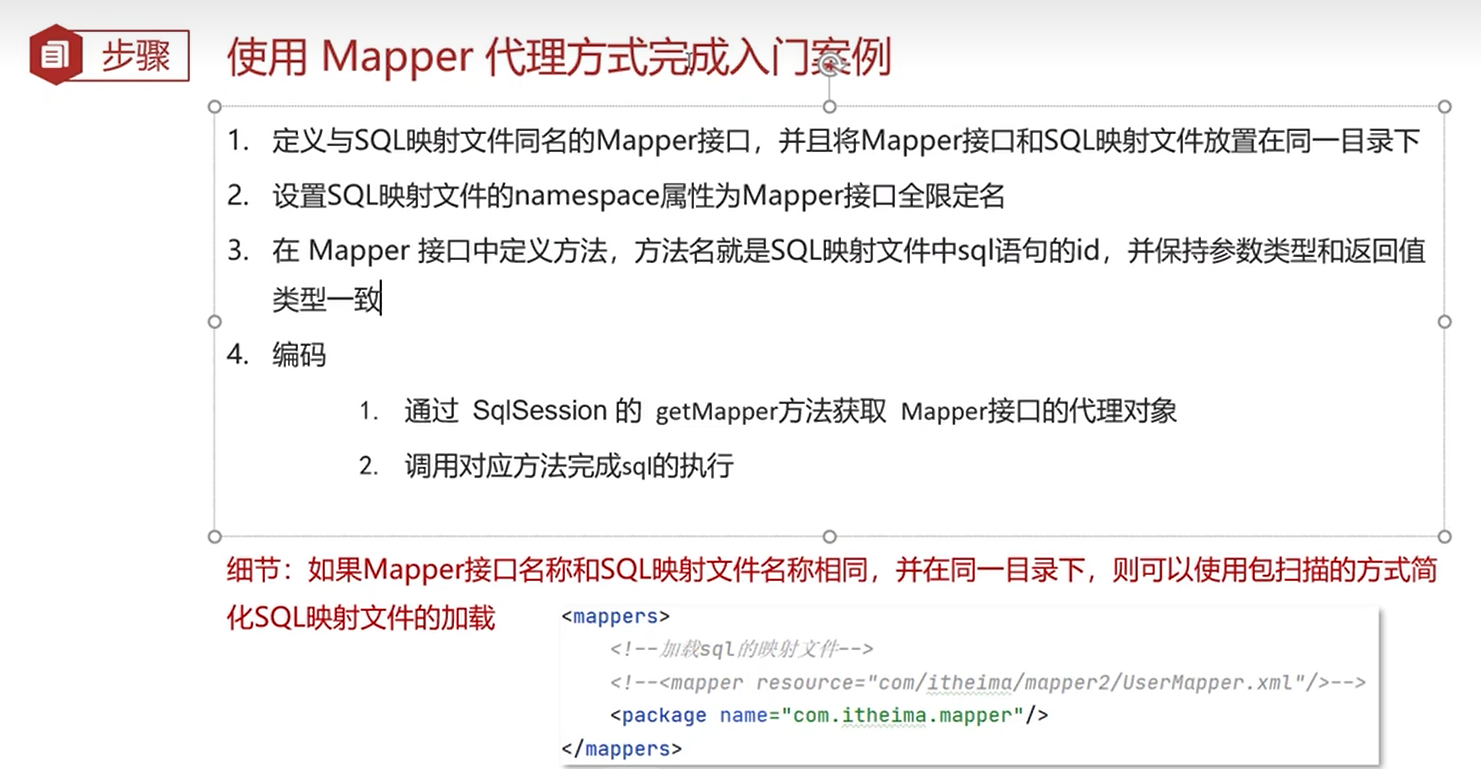 步骤
使用 Mapper 代理方式完成入门案例
1. 定义与SQL映射文件同名的Mapper接口，并且将Mapper接口和SQL映射文件放置在同一目录下
2. 设置SQL映射文件的namespace属性为Mapper接口全限定名
3. 在 Mapper 接口中定义方法，方法名就是SQL映射文件中sql语句的id，并保持参数类型和返回值
类型一致
4. 编码
1. 通过 SqlSession 的 getMapper方法获取 Mapper接口的代理对象
2. 调用对应方法完成sql的执行
细节：如果Mapper接口名称和SQL映射文件名称相同，并在同一目录下，则可以使用包扫描的方式简
化SQL映射文件的加载
<mappers>
<!--加载sql的映射文件-->
<!--<mapper resource="com/itheima/mapper2/UserMapper.xml"/>-->
<package name="com.itheima.mapper"/>
</mappers>